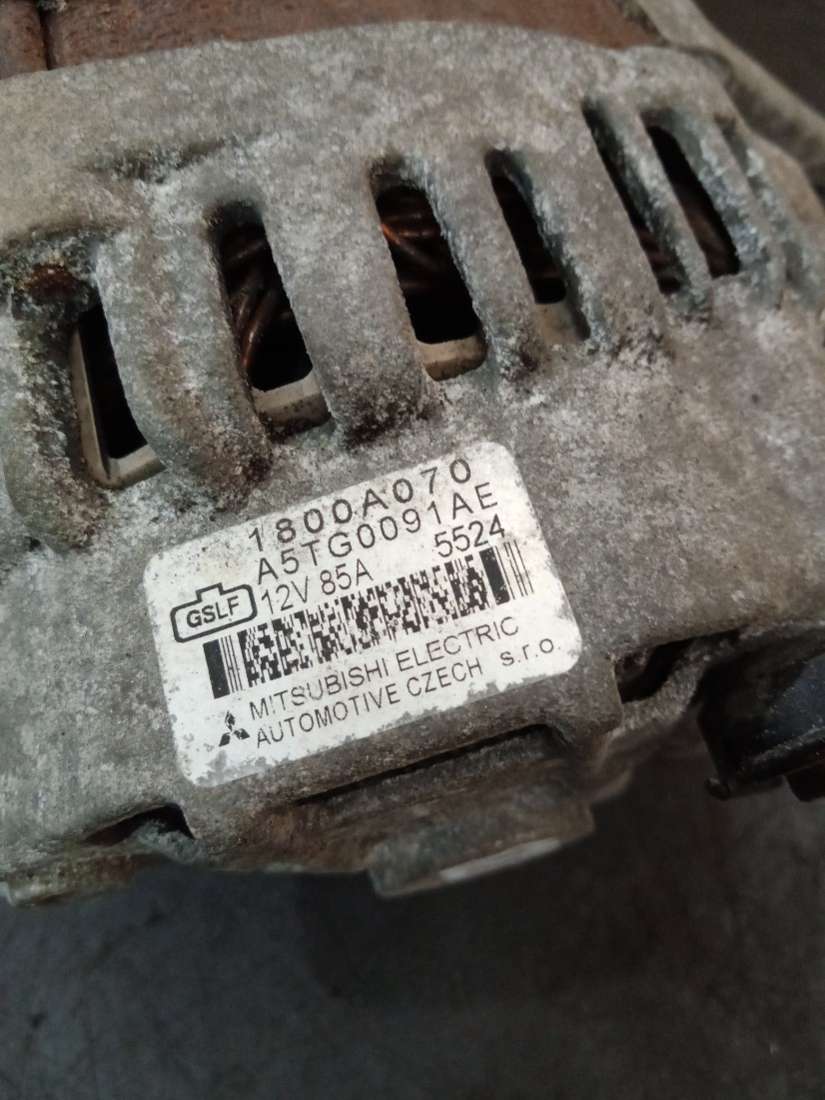 1800A070
A5TG0091AE
GSLF 12V 85A 5524
MITSUBISHI ELECTRIC
AUTOMOTIVE CZECH s.r.o.